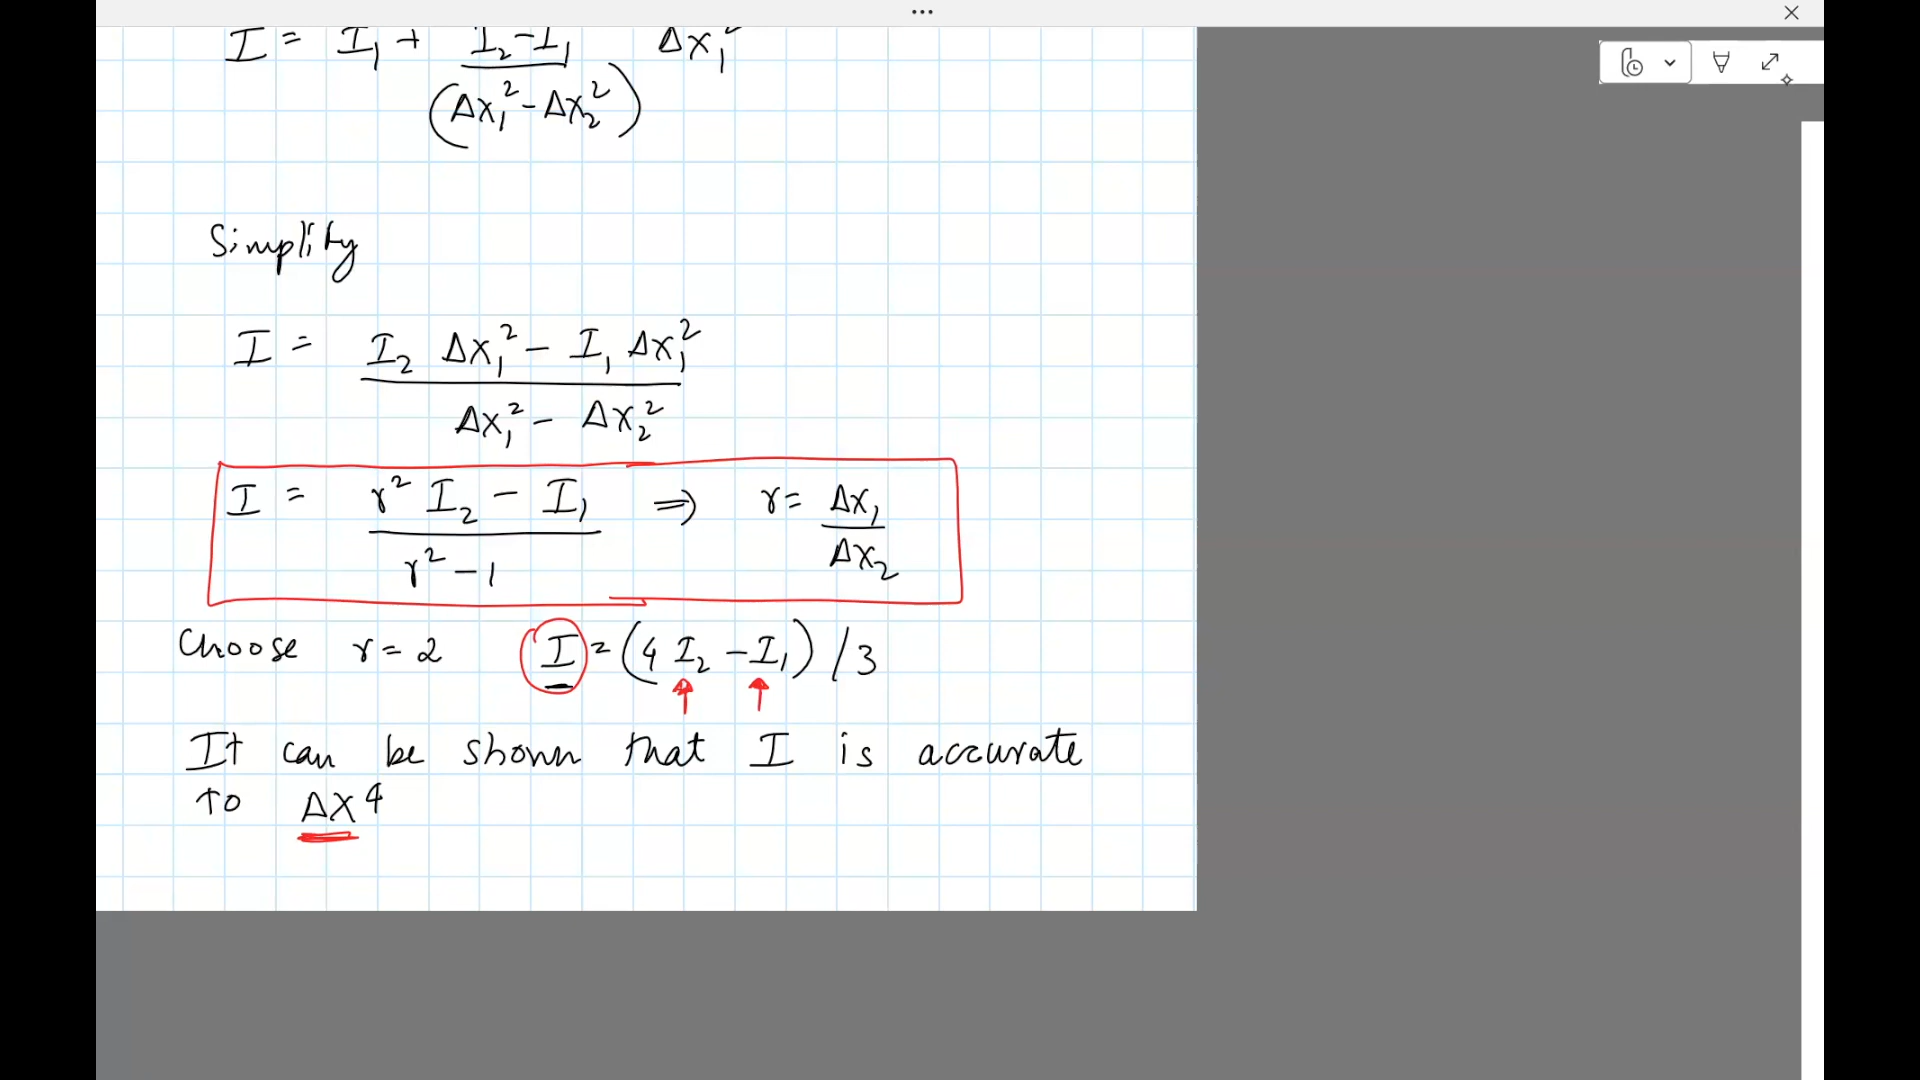 I = I₁ + (I₂-I₁)/(Δx₁²-Δx₂²) Δx₁²
Simplify
I = (I₂ Δx₁² - I₁ Δx₁²)/(Δx₁² - Δx₂²)
I = (r² I₂ - I₁)/(r² - 1) ⇒ r = Δx₁/Δx₂
Choose r = 2 I = (4 I₂ - I₁) / 3
It can be shown that I is accurate
to Δx⁴